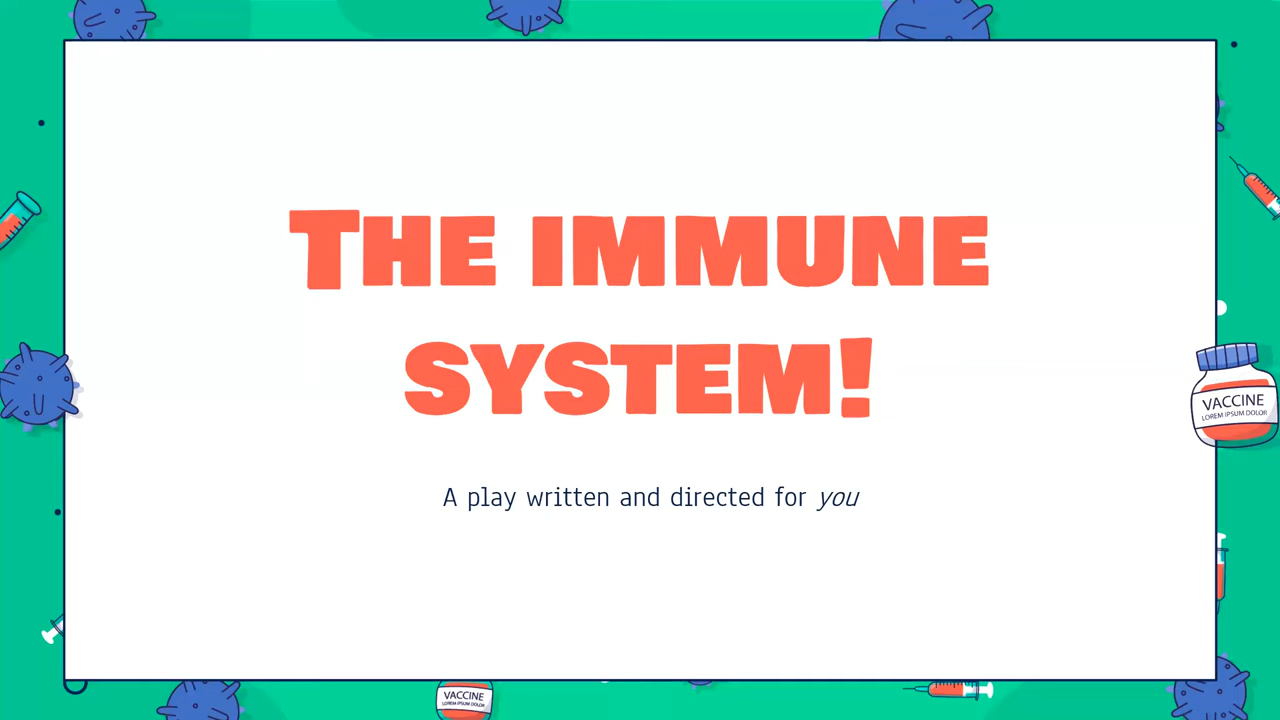 THE IMMUNE
SYSTEM!
A play written and directed for you
VACCINE
LOREM IPSUM DOLOR
VACCINE
LOREM IPSUM DOLOR